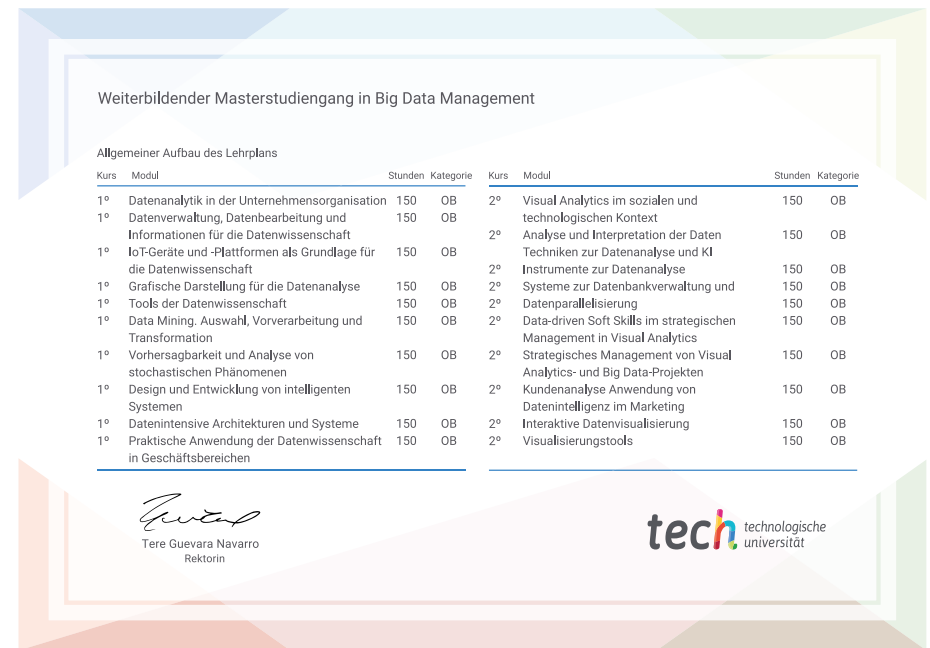 Weiterbildender Masterstudiengang in Big Data Management
Allgemeiner Aufbau des Lehrplans
Kurs Modul Stunden Kategorie
1º Datenanalytik in der Unternehmensorganisation 150 OB
1º Datenverwaltung, Datenbearbeitung und 150 OB
Informationen für die Datenwissenschaft
1º IoT-Geräte und -Plattformen als Grundlage für 150 OB
die Datenwissenschaft
1º Grafische Darstellung für die Datenanalyse 150 OB
1º Tools der Datenwissenschaft 150 OB
1º Data Mining. Auswahl, Vorverarbeitung und 150 OB
Transformation
1º Vorhersagbarkeit und Analyse von 150 OB
stochastischen Phänomenen
1º Design und Entwicklung von intelligenten 150 OB
Systemen
1º Datenintensive Architekturen und Systeme 150 OB
1º Praktische Anwendung der Datenwissenschaft 150 OB
in Geschäftsbereichen
Kurs Modul Stunden Kategorie
2º Visual Analytics im sozialen und 150 OB
technologischen Kontext
2º Analyse und Interpretation der Daten 150 OB
Techniken zur Datenanalyse und KI
2º Instrumente zur Datenanalyse 150 OB
2º Systeme zur Datenbankverwaltung und 150 OB
2º Datenparallelisierung 150 OB
2º Data-driven Soft Skills im strategischen 150 OB
Management in Visual Analytics
2º Strategisches Management von Visual 150 OB
Analytics- und Big Data-Projekten
2º Kundenanalyse Anwendung von 150 OB
Datenintelligenz im Marketing
2º Interaktive Datenvisualisierung 150 OB
2º Visualisierungstools 150 OB
Tere Guevara Navarro
Rektorin
tech technologische
universität